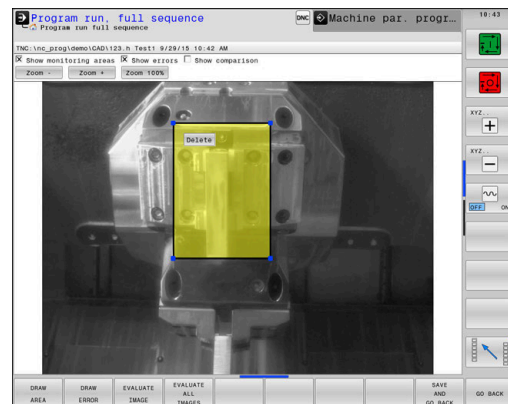 Program run, full sequence
Program run full sequence
DNC
Machine par. progr…
10:43
TNC:\nc_prog\demo\CAD\123.h Test1 9/29/15 10:42 AM
Show monitoring areas
Show errors
Show comparison
Zoom -
Zoom +
Zoom 100%
Delete
XYZ..
XYZ..
OFF
ON
DRAW
AREA
DRAW
ERROR
EVALUATE
IMAGE
EVALUATE
ALL
IMAGES
SAVE
AND
GO BACK
GO BACK